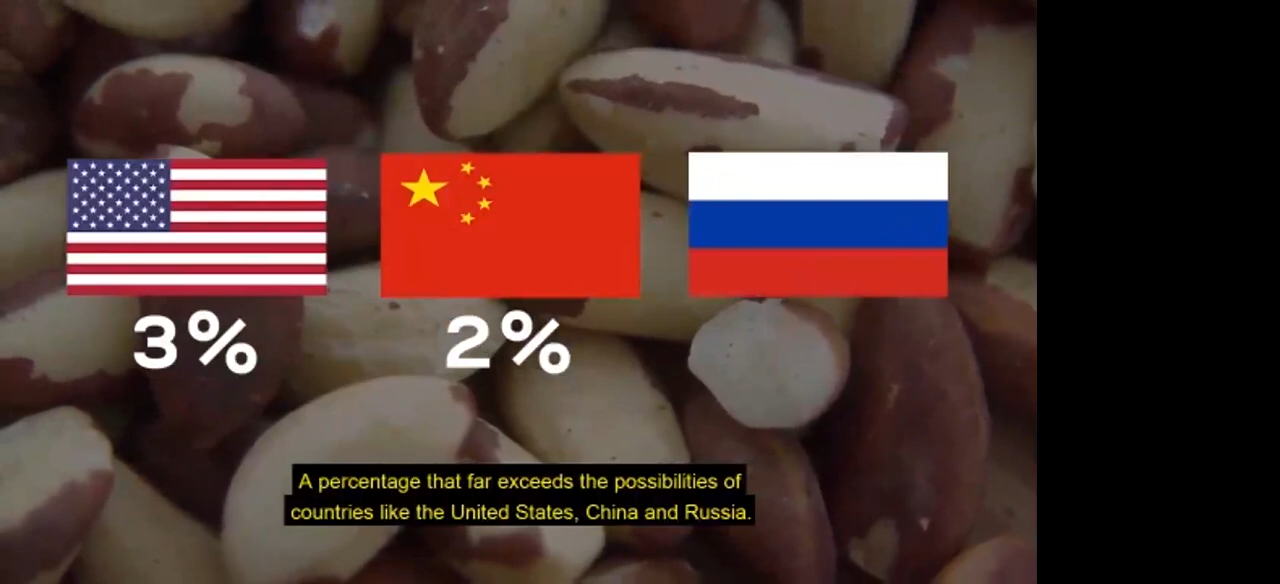 3% 2%
A percentage that far exceeds the possibilities of
countries like the United States, China and Russia.